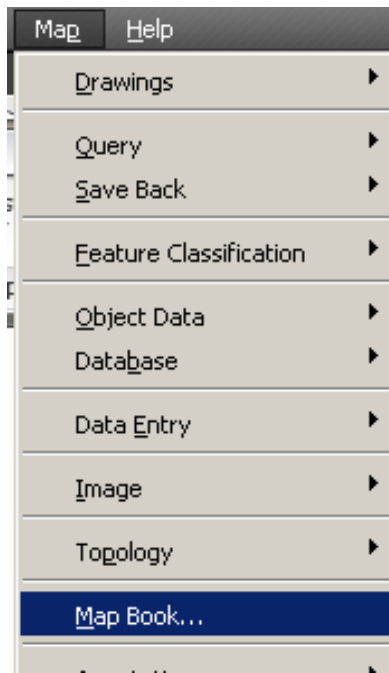 Map Help
Drawings
Query
Save Back
Feature Classification
Object Data
Database
Data Entry
Image
Topology
Map Book...